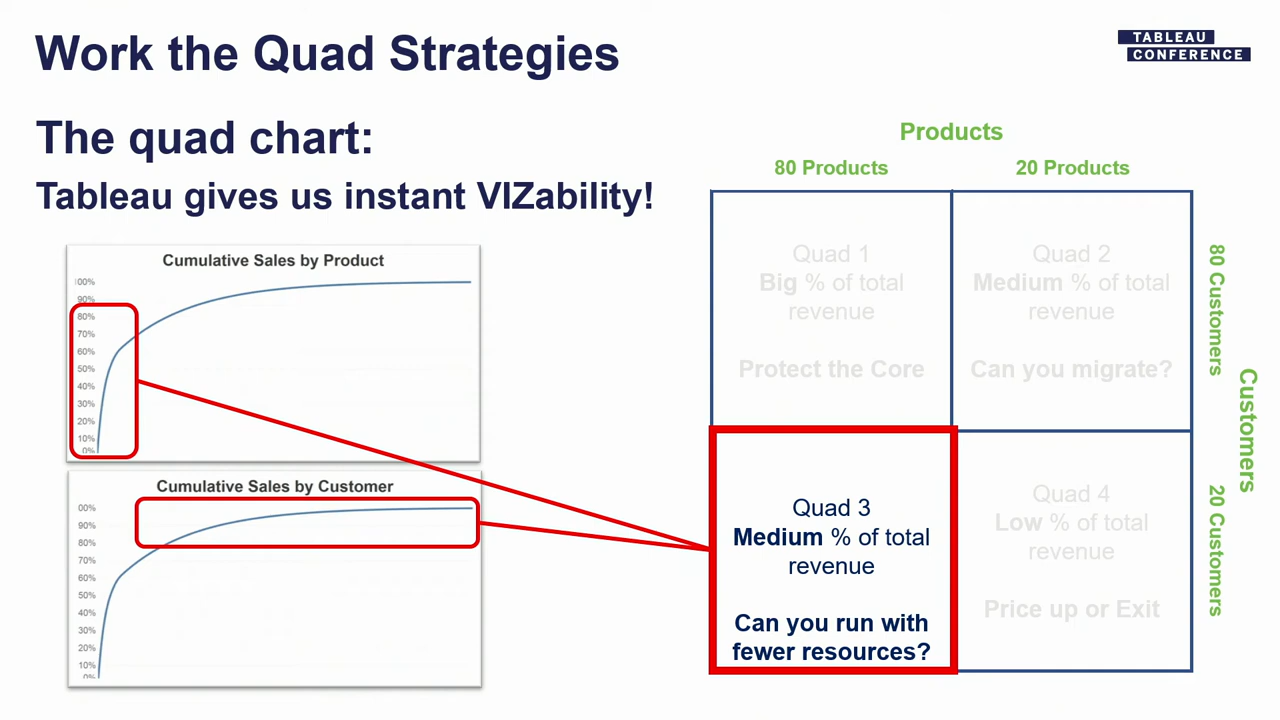 Work the Quad Strategies
TABLEAU
CONFERENCE
The quad chart:
Tableau gives us instant VIZability!
Cumulative Sales by Product
100%
90%
80%
70%
60%
50%
40%
30%
20%
10%
0%
Cumulative Sales by Customer
00%
90%
80%
70%
60%
50%
40%
30%
20%
10%
0%
Products
80 Products
20 Products
Quad 1
Big % of total
revenue
Protect the Core
Quad 2
Medium % of total
revenue
Can you migrate?
Quad 3
Medium % of total
revenue
Can you run with
fewer resources?
Quad 4
Low % of total
revenue
Price up or Exit
80 Customers
20 Customers
Customers